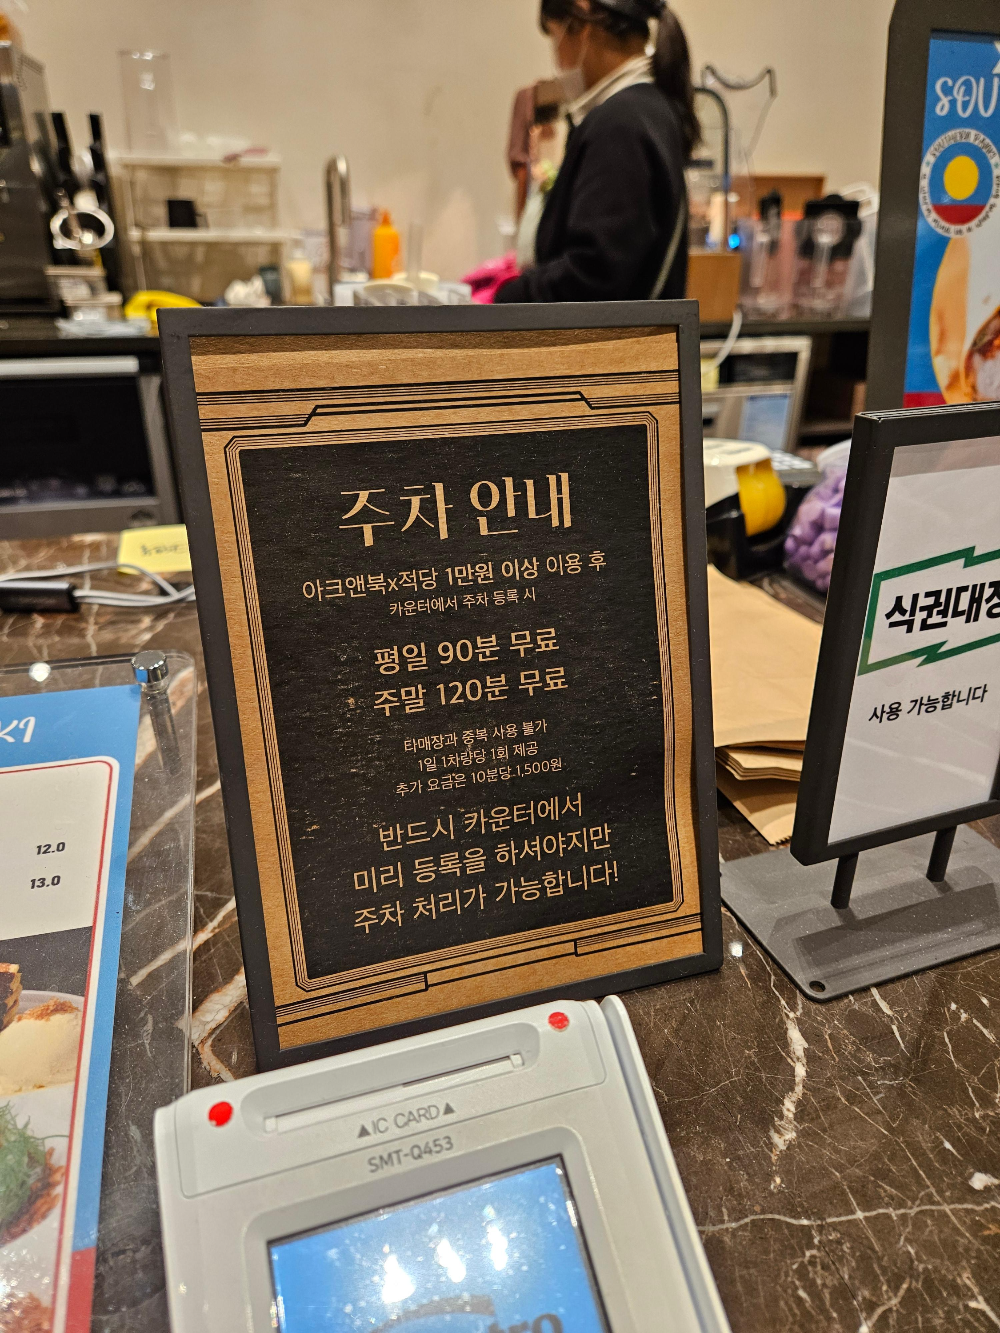 SOU
KI
12.0
13.0
주차 안내
아크앤북x적당 1만원 이상 이용 후
카운터에서 주차 등록 시
평일 90분 무료
주말 120분 무료
타매장과 중복 사용 불가
1일 1차량당 1회 제공
추가 요금은 10분당 1,500원
반드시 카운터에서
미리 등록을 하셔야지만
주차 처리가 가능합니다!
식권대장
사용 가능합니다
▲IC CARD▲
SMT-Q453